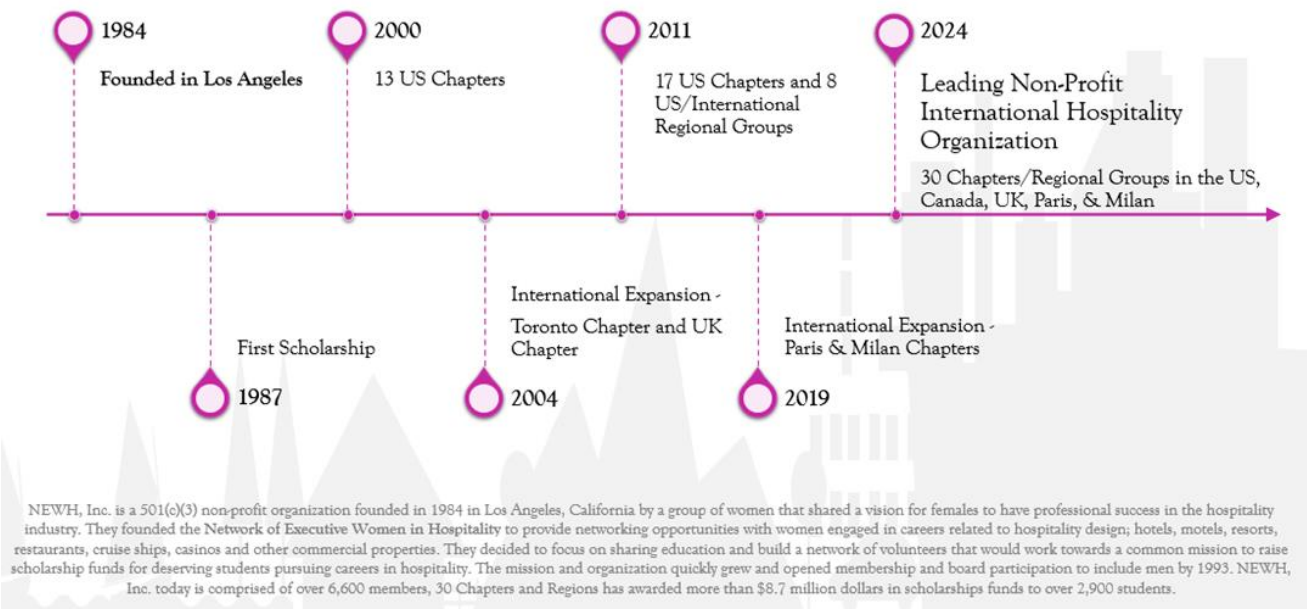 1984
Founded in Los Angeles
2000
13 US Chapters
2011
17 US Chapters and 8
US/International
Regional Groups
2024
Leading Non-Profit
International Hospitality
Organization
30 Chapters/Regional Groups in the US,
Canada, UK, Paris, & Milan
First Scholarship
1987
International Expansion -
Toronto Chapter and UK
Chapter
2004
International Expansion -
Paris & Milan Chapters
2019
NEWH, Inc. is a 501(c)(3) non-profit organization founded in 1984 in Los Angeles, California by a group of women that shared a vision for females to have professional success in the hospitality
industry. They founded the Network of Executive Women in Hospitality to provide networking opportunities with women engaged in careers related to hospitality design; hotels, motels, resorts,
restaurants, cruise ships, casinos and other commercial properties. They decided to focus on sharing education and build a network of volunteers that would work towards a common mission to raise
scholarship funds for deserving students pursuing careers in hospitality. The mission and organization quickly grew and opened membership and board participation to include men by 1993. NEWH,
Inc. today is comprised of over 6,600 members, 30 Chapters and Regions has awarded more than $8.7 million dollars in scholarships funds to over 2,900 students.